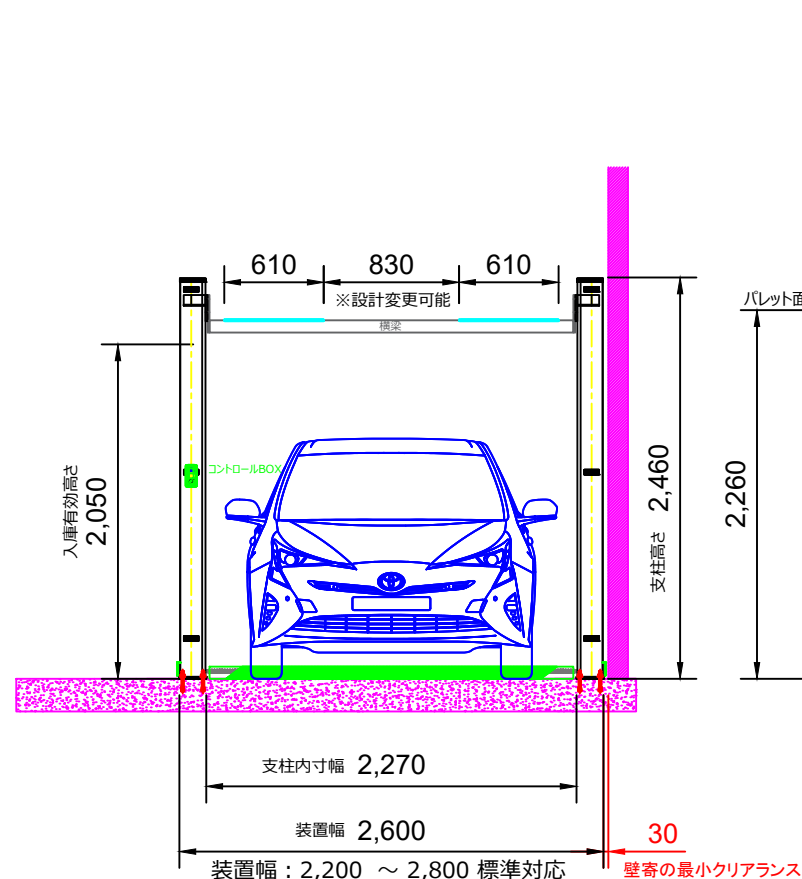 610 830 610
※設計変更可能
横梁
パレット面
コントロールBOX
入庫有効高さ 2,050
支柱高さ 2,460
2,260
支柱内寸幅 2,270
装置幅 2,600
30
装置幅：2,200 ～ 2,800 標準対応
壁寄の最小クリアランス